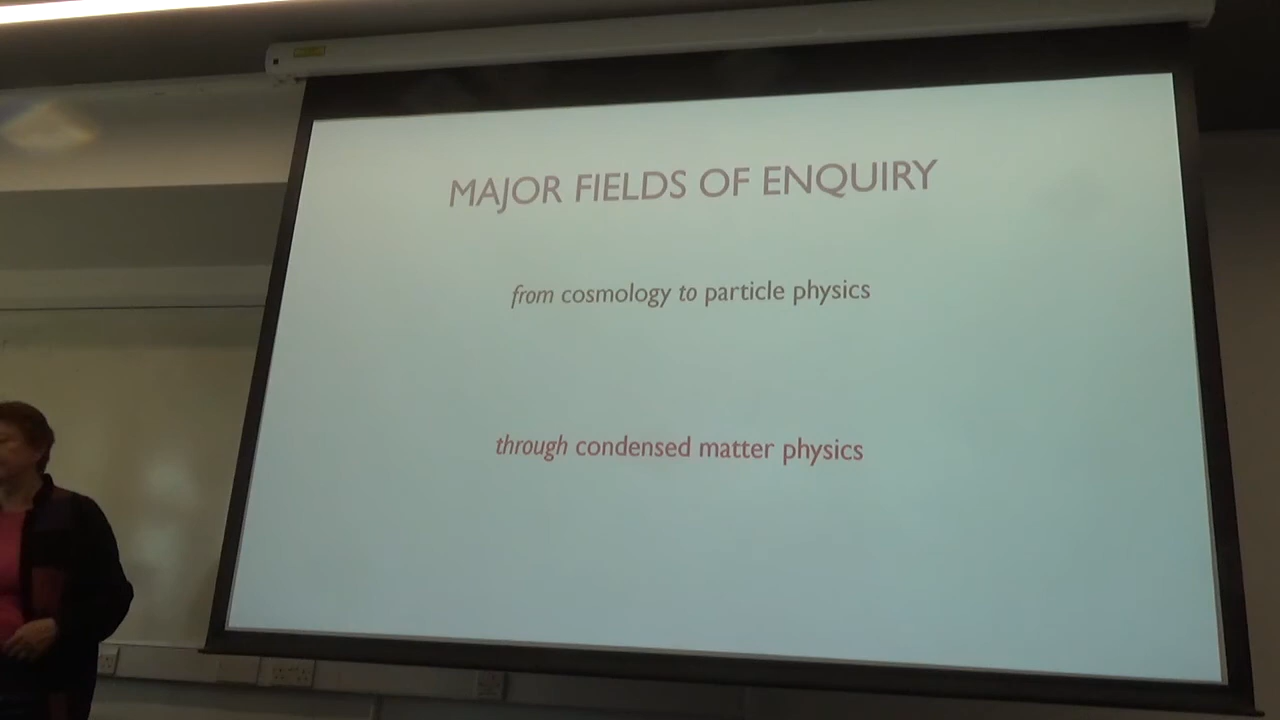 MAJOR FIELDS OF ENQUIRY
from cosmology to particle physics
through condensed matter physics